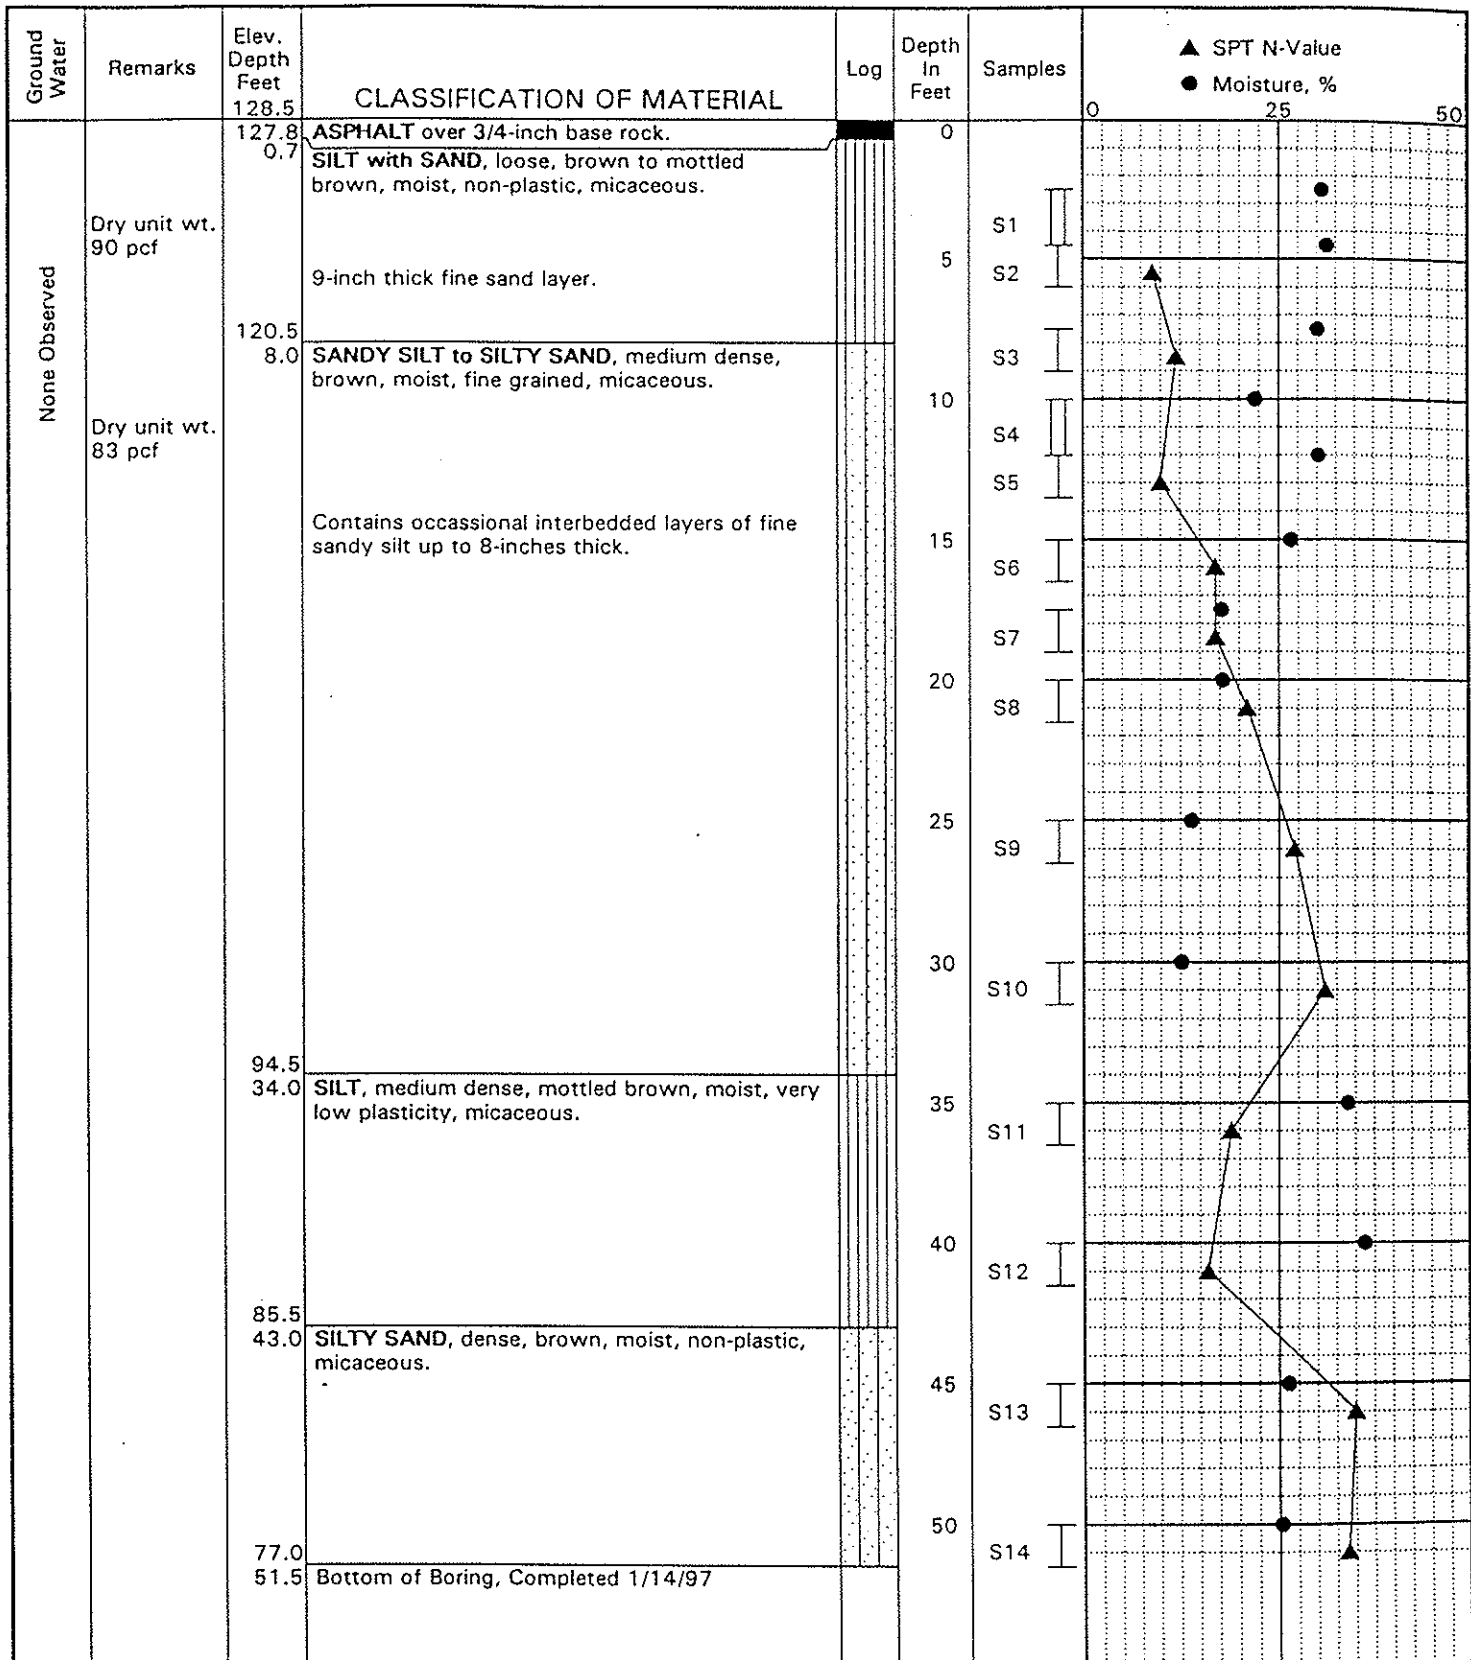 Ground
Water
Remarks
Elev.
Depth
Feet
128.5
CLASSIFICATION OF MATERIAL
Log
Depth
In
Feet
Samples
▲ SPT N-Value
● Moisture, %
0 25 50
None Observed
127.8 ASPHALT over 3/4-inch base rock.
0.7 SILT with SAND, loose, brown to mottled
brown, moist, non-plastic, micaceous.
Dry unit wt.
90 pcf
9-inch thick fine sand layer.
120.5
8.0 SANDY SILT to SILTY SAND, medium dense,
brown, moist, fine grained, micaceous.
Dry unit wt.
83 pcf
Contains occassional interbedded layers of fine
sandy silt up to 8-inches thick.
94.5
34.0 SILT, medium dense, mottled brown, moist, very
low plasticity, micaceous.
85.5
43.0 SILTY SAND, dense, brown, moist, non-plastic,
micaceous.
77.0
51.5 Bottom of Boring, Completed 1/14/97
0
S1
5
S2
S3
10
S4
S5
15
S6
S7
20
S8
25
S9
30
S10
35
S11
40
S12
45
S13
50
S14